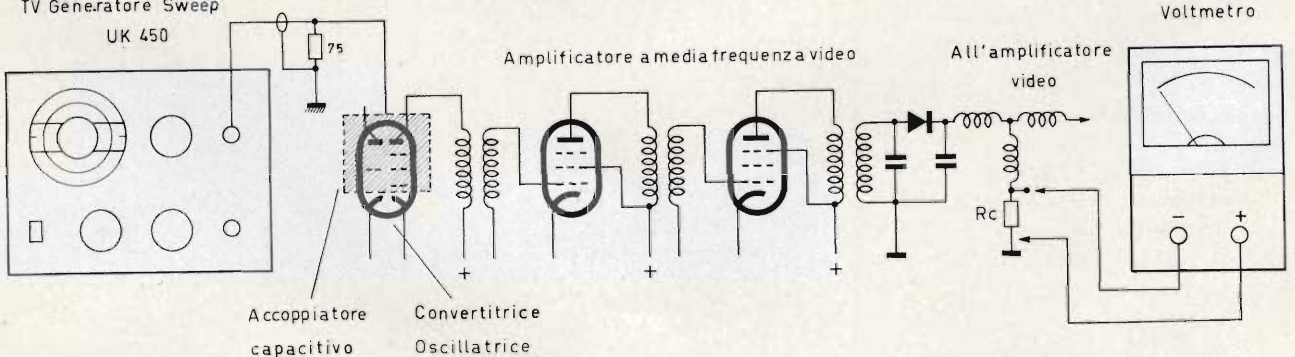 TV Generatore Sweep
UK 450
75
Amplificatore a media frequenza video
All'amplificatore
video
Voltmetro
Rc
-
+
+
+
+
Accoppiatore
capacitivo
Convertitrice
Oscillatrice